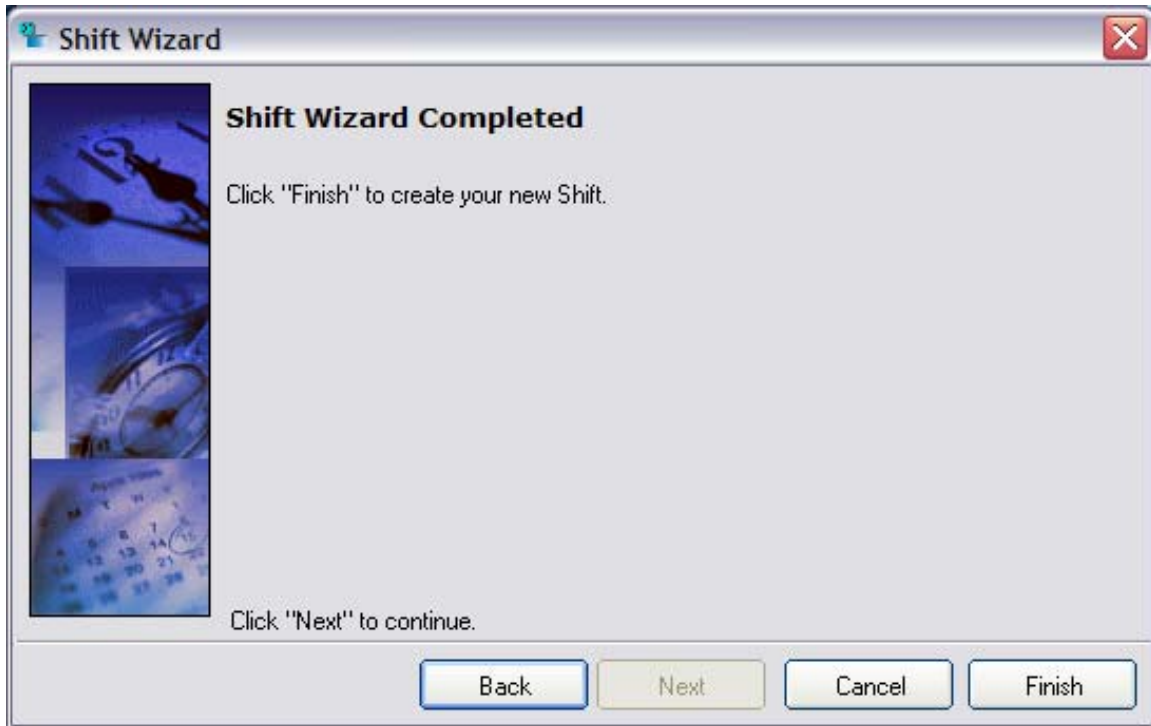 Shift Wizard
Shift Wizard Completed
Click "Finish" to create your new Shift.
Click "Next" to continue.
Back Next Cancel Finish